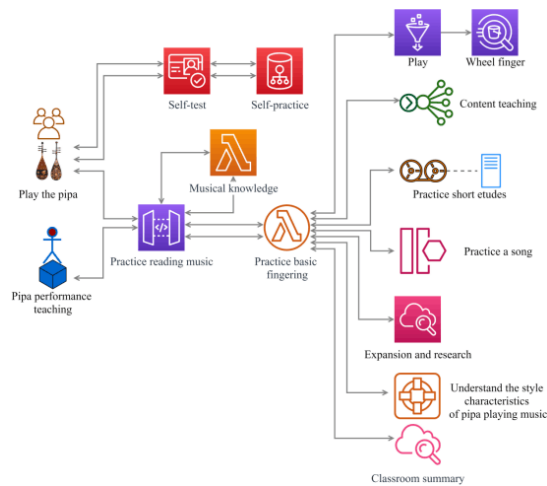 Play
Wheel finger
Self-test
Self-practice
Content teaching
Play the pipa
Musical knowledge
Practice short etudes
Practice reading music
Practice basic
fingering
Practice a song
Pipa performance
teaching
Expansion and research
Understand the style
characteristics
of pipa playing music
Classroom summary